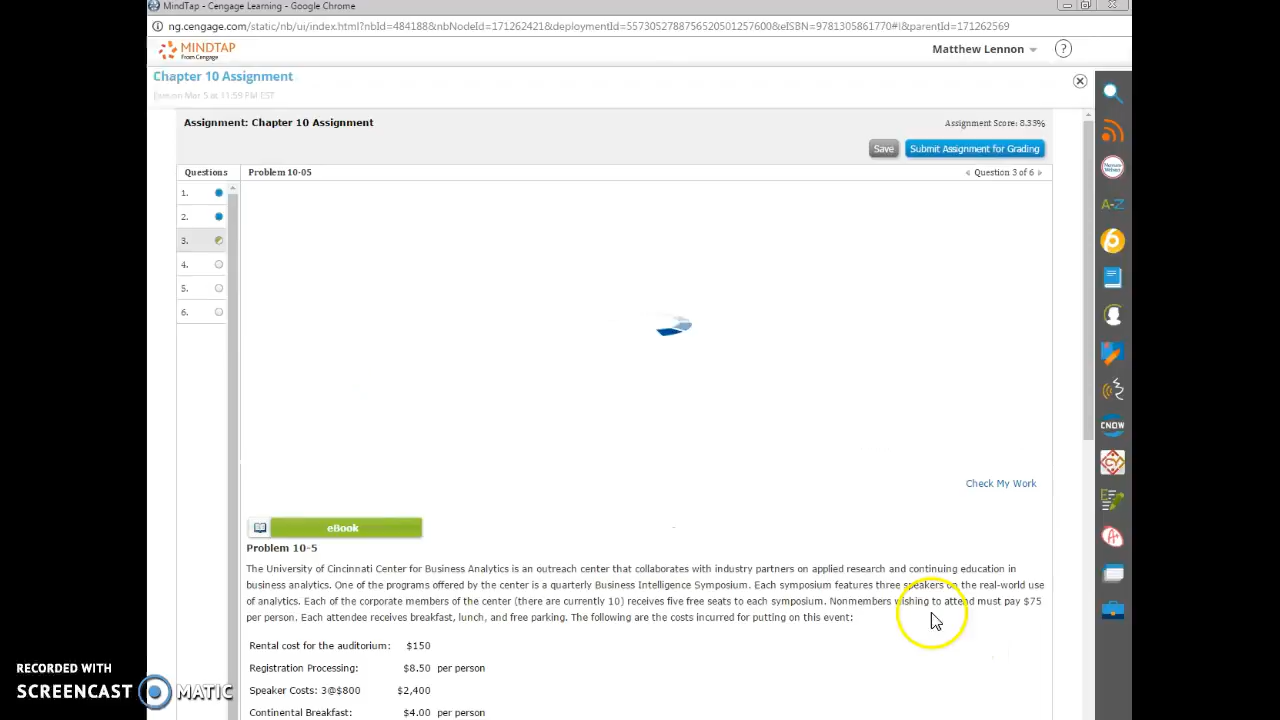 MindTap - Cengage Learning - Google Chrome
ng.cengage.com/static/nb/ui/index.html?nbId=484188&nbNodeId=171262421&deploymentId=5573052788756520501257600&eISBN=9781305861770#!&parentId=171262569
MINDTAP
From Cengage
Matthew Lennon
?
Chapter 10 Assignment
Mar 5 at 11:59 PM EST
Assignment: Chapter 10 Assignment
Assignment Score: 8.33%
Save
Submit Assignment for Grading
Questions
Problem 10-05
Question 3 of 6
1.
2.
3.
4.
5.
6.
A-Z
CNOW
A+
Check My Work
eBook
Problem 10-5
The University of Cincinnati Center for Business Analytics is an outreach center that collaborates with industry partners on applied research and continuing education in
business analytics. One of the programs offered by the center is a quarterly Business Intelligence Symposium. Each symposium features three speakers on the real-world use
of analytics. Each of the corporate members of the center (there are currently 10) receives five free seats to each symposium. Nonmembers wishing to attend must pay $75
per person. Each attendee receives breakfast, lunch, and free parking. The following are the costs incurred for putting on this event:
Rental cost for the auditorium: $150
Registration Processing: $8.50 per person
Speaker Costs: 3@$800 $2,400
Continental Breakfast: $4.00 per person
RECORDED WITH
SCREENCAST MATIC